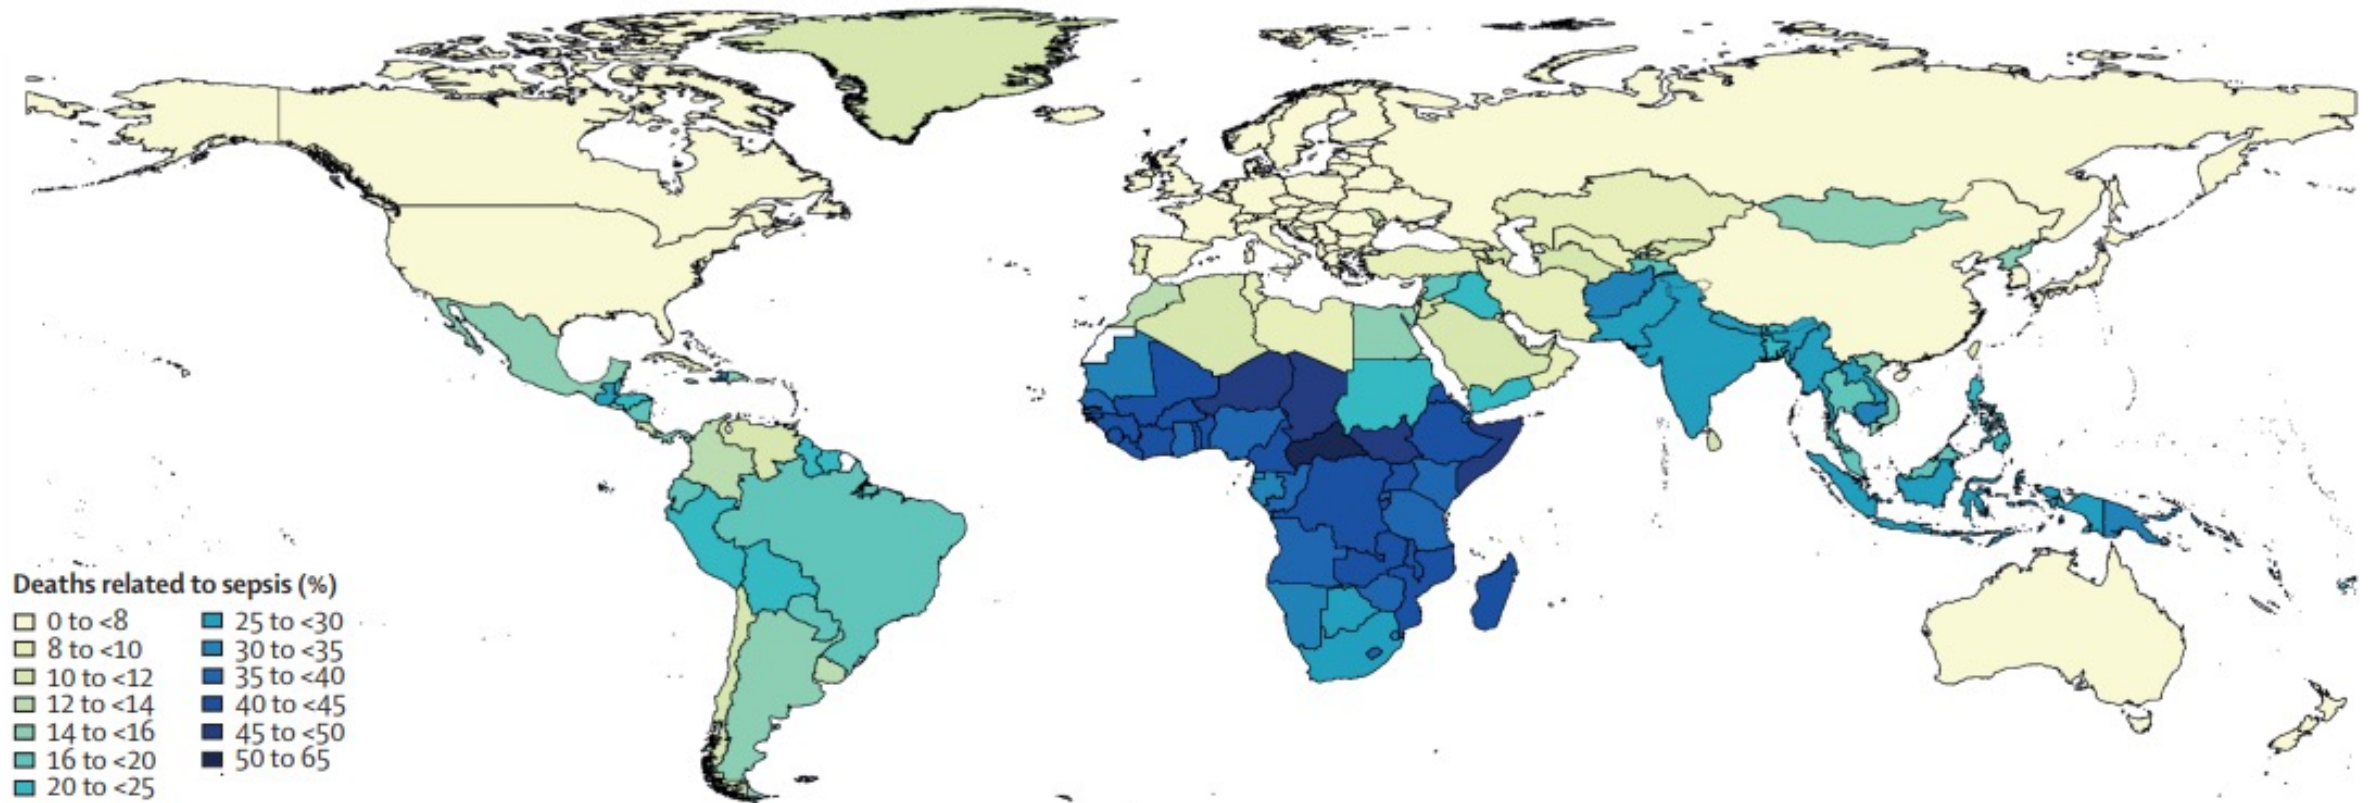 Deaths related to sepsis (%)
0 to <8
8 to <10
10 to <12
12 to <14
14 to <16
16 to <20
20 to <25
25 to <30
30 to <35
35 to <40
40 to <45
45 to <50
50 to 65